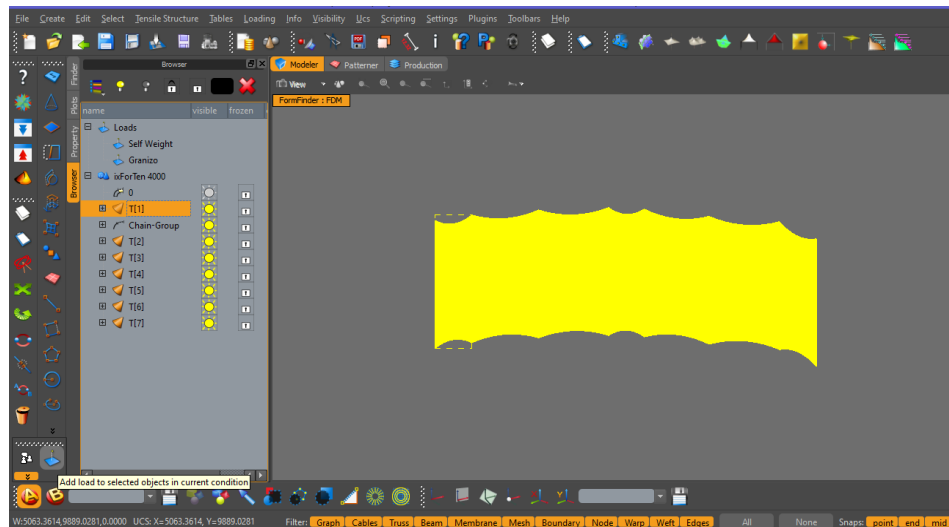 File Create Edit Select Tensile Structure Tables Loading Info Visibility Ucs Scripting Settings Plugins Toolbars Help
Browser
Modeler Patterner Production
View
FormFinder : FDM
Finder
Plots
Property
Browser
name visible frozen
Loads
Self Weight
Granizo
ixForTen 4000
0
T[1]
Chain-Group
T[2]
T[3]
T[4]
T[5]
T[6]
T[7]
Add load to selected objects in current condition
W:5063.3614,9889.0281,0.0000 UCS: X=5063.3614, Y=9889.0281 Filter: Graph Cables Truss Beam Membrane Mesh Boundary Node Warp Weft Edges All None Snaps: point end mid